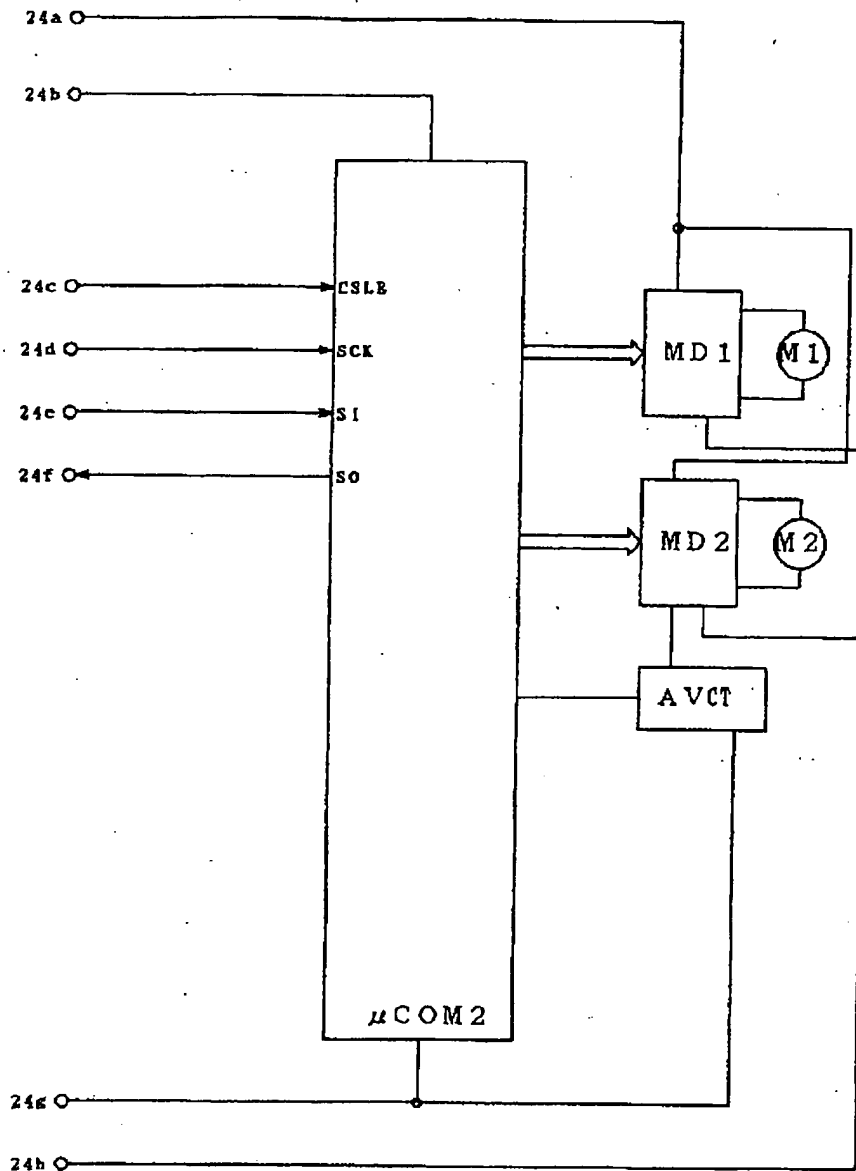 24a
24b
24c
CSLB
24d
SCK
MD1
M1
24e
SI
24f
SO
MD2
M2
AVCT
μCOM2
24g
24h